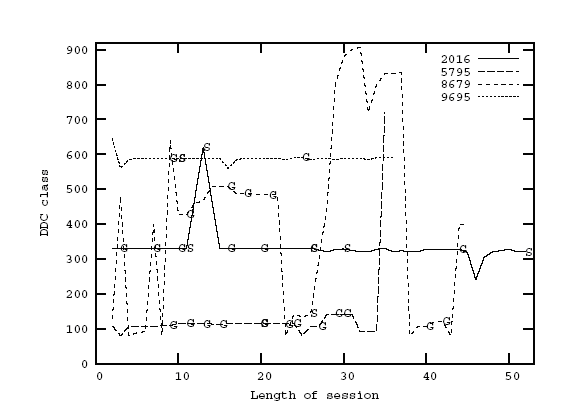 900
800
700
600
500
400
300
200
100
0
DDC class
2016
5795
8679
9695
S
G G S G
G G G G
G
G G G S G G G S G S
S
G G G G G G G G G S G G G G G
0 10 20 30 40 50
Length of session